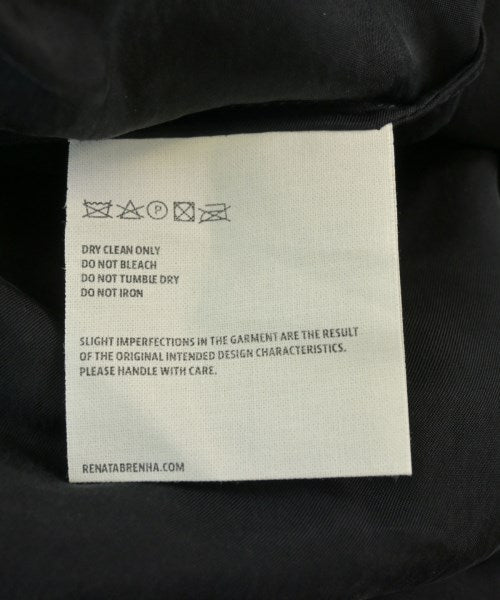 P
DRY CLEAN ONLY
DO NOT BLEACH
DO NOT TUMBLE DRY
DO NOT IRON
SLIGHT IMPERFECTIONS IN THE GARMENT ARE THE RESULT
OF THE ORIGINAL INTENDED DESIGN CHARACTERISTICS.
PLEASE HANDLE WITH CARE.
RENATABRENHA.COM